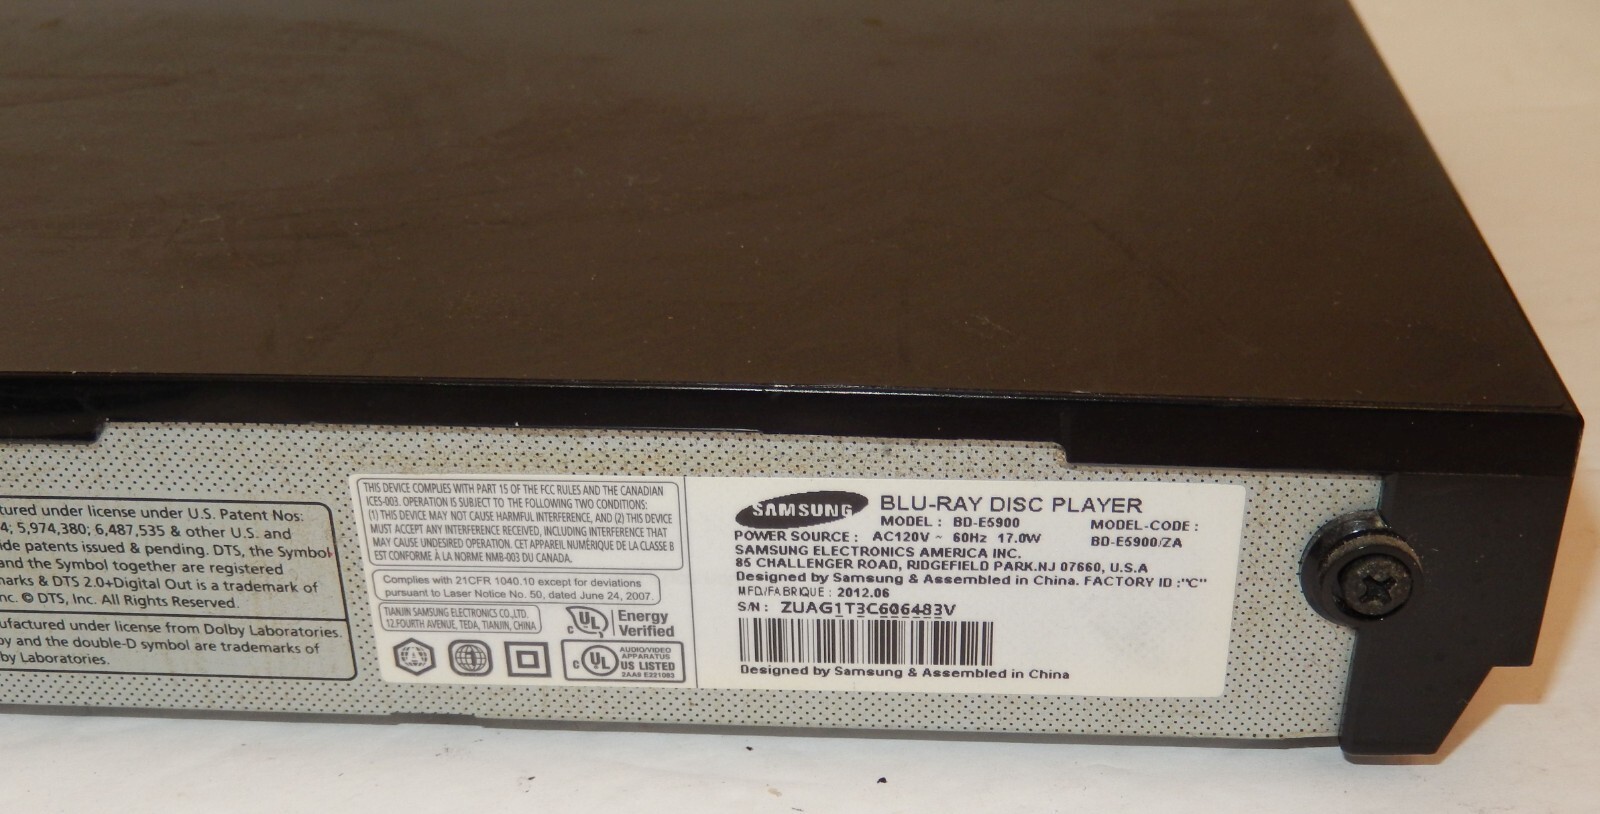 tured under license under U.S. Patent Nos:
4; 5,974,380; 6,487,535 & other U.S. and
ide patents issued & pending. DTS, the Symbol
and the Symbol together are registered
marks & DTS 2.0+Digital Out is a trademark of
nc. © DTS, Inc. All Rights Reserved.
ufactured under license from Dolby Laboratories.
by and the double-D symbol are trademarks of
by Laboratories.
THIS DEVICE COMPLIES WITH PART 15 OF THE FCC RULES AND THE CANADIAN
ICES-003. OPERATION IS SUBJECT TO THE FOLLOWING TWO CONDITIONS:
(1) THIS DEVICE MAY NOT CAUSE HARMFUL INTERFERENCE, AND (2) THIS DEVICE
MUST ACCEPT ANY INTERFERENCE RECEIVED, INCLUDING INTERFERENCE THAT
MAY CAUSE UNDESIRED OPERATION. CET APPAREIL NUMÉRIQUE DE LA CLASSE B
EST CONFORME À LA NORME NMB-003 DU CANADA.
Complies with 21CFR 1040.10 except for deviations
pursuant to Laser Notice No. 50, dated June 24, 2007.
TIANJIN SAMSUNG ELECTRONICS CO.,LTD.
12.FOURTH AVENUE, TEDA, TIANJIN, CHINA
c UL Energy
Verified
c UL AUDIO/VIDEO
APPARATUS
US LISTED
2AA9 E221083
SAMSUNG BLU-RAY DISC PLAYER
MODEL : BD-E5900 MODEL-CODE :
POWER SOURCE : AC120V ~ 60Hz 17.0W BD-E5900/ZA
SAMSUNG ELECTRONICS AMERICA INC.
85 CHALLENGER ROAD, RIDGEFIELD PARK.NJ 07660, U.S.A
Designed by Samsung & Assembled in China. FACTORY ID :"C"
MFD/FABRIQUE : 2012.06
S/N : ZUAG1T3C606483V
Designed by Samsung & Assembled in China